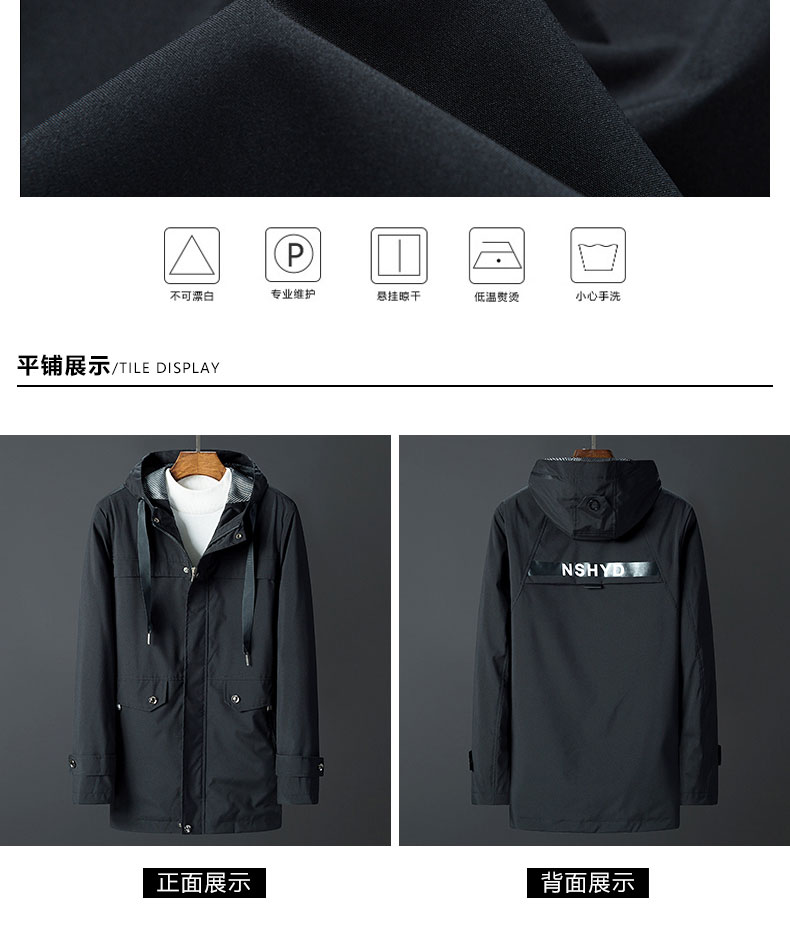 P
不可漂白
专业维护
悬挂晾干
低温熨烫
小心手洗
平铺展示/TILE DISPLAY
NSHYD
正面展示
背面展示